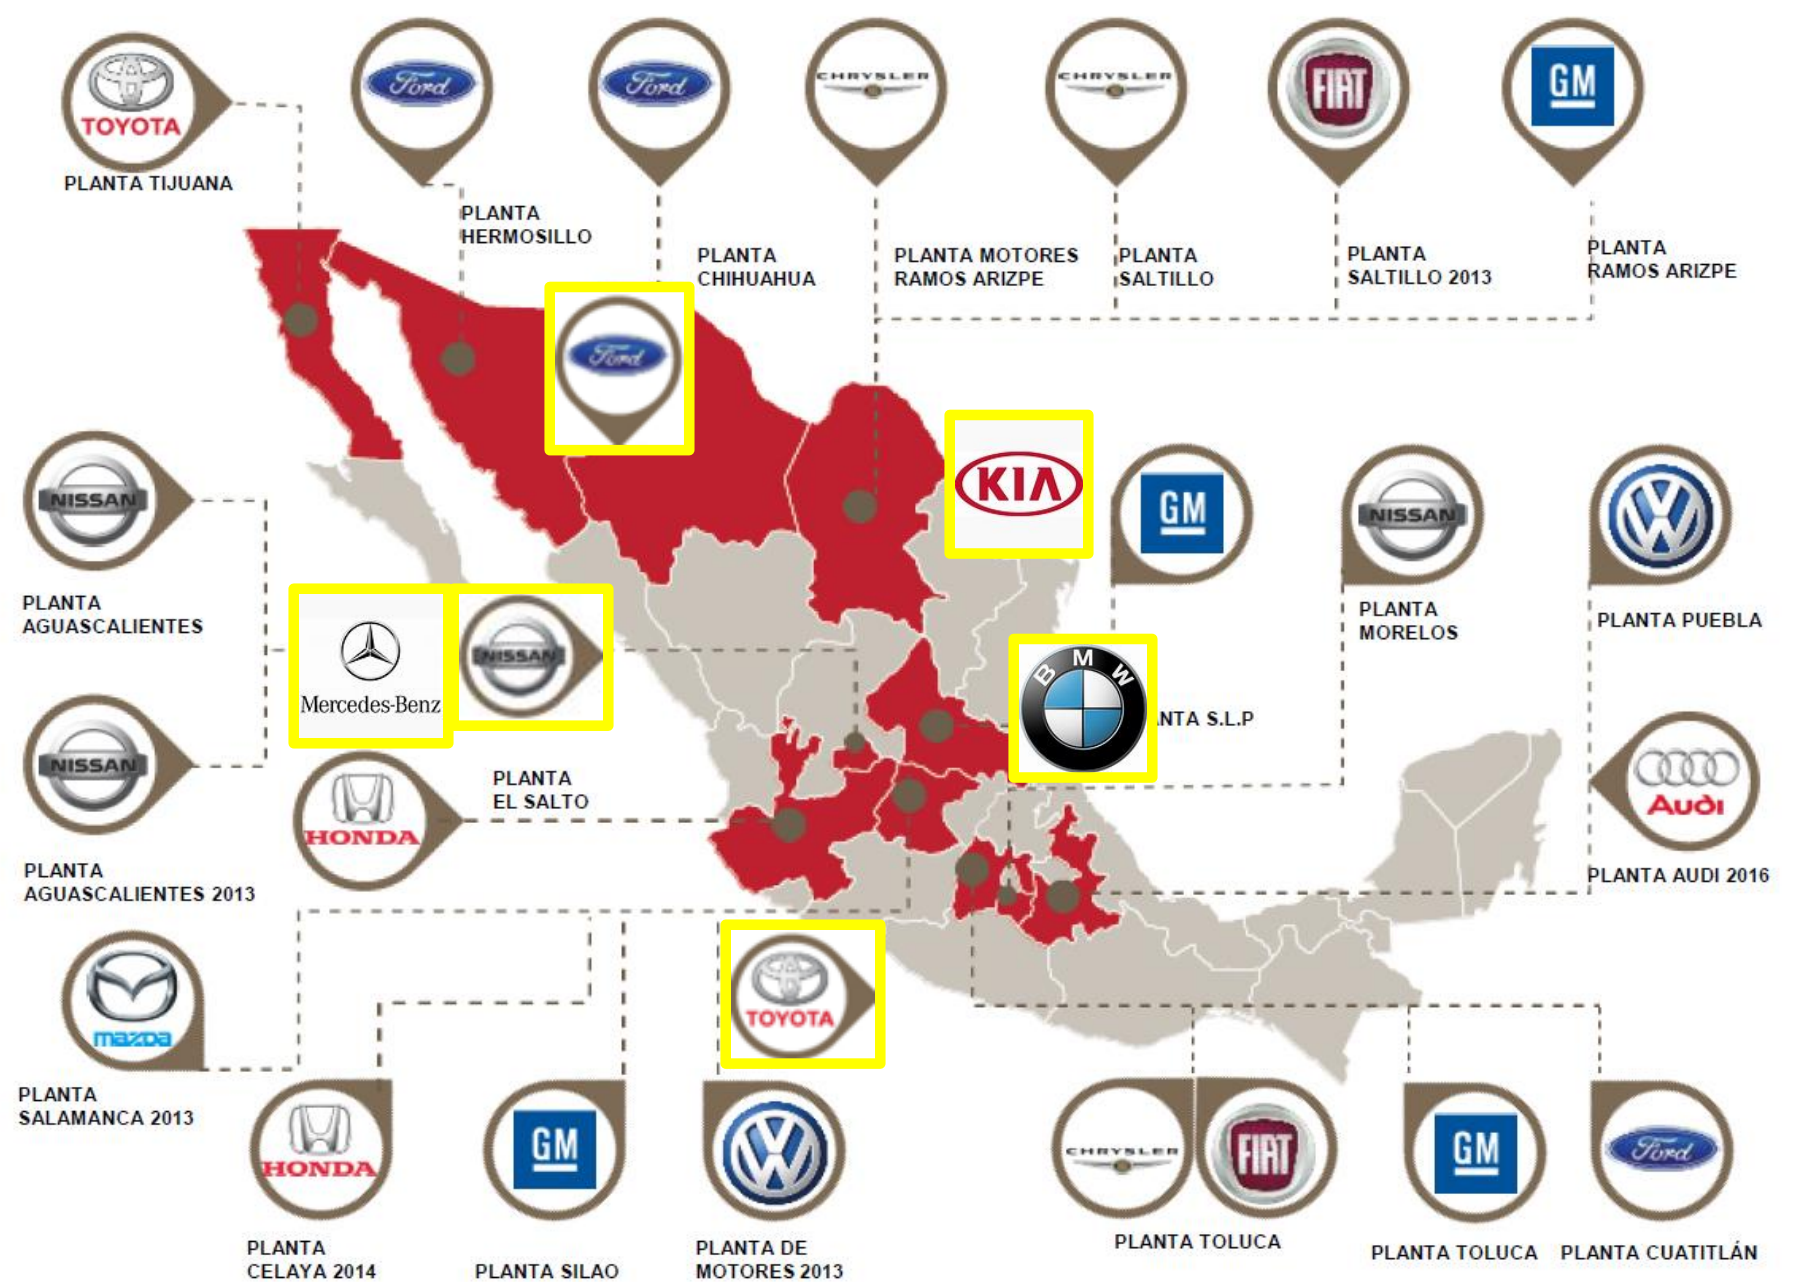 TOYOTA
PLANTA TIJUANA
Ford
PLANTA
HERMOSILLO
Ford
PLANTA
CHIHUAHUA
CHRYSLER
PLANTA MOTORES
RAMOS ARIZPE
CHRYSLER
PLANTA
SALTILLO
FIAT
PLANTA
SALTILLO 2013
GM
PLANTA
RAMOS ARIZPE
Ford
KIA
NISSAN
PLANTA
AGUASCALIENTES
GM
NISSAN
PLANTA
MORELOS
PLANTA PUEBLA
Mercedes-Benz
NISSAN
BMW
NTA S.L.P
NISSAN
PLANTA
AGUASCALIENTES 2013
HONDA
PLANTA
EL SALTO
Audi
PLANTA AUDI 2016
mazda
PLANTA
SALAMANCA 2013
TOYOTA
HONDA
PLANTA
CELAYA 2014
GM
PLANTA SILAO
PLANTA DE
MOTORES 2013
CHRYSLER
FIAT
PLANTA TOLUCA
GM
PLANTA TOLUCA
Ford
PLANTA CUATITLÁN